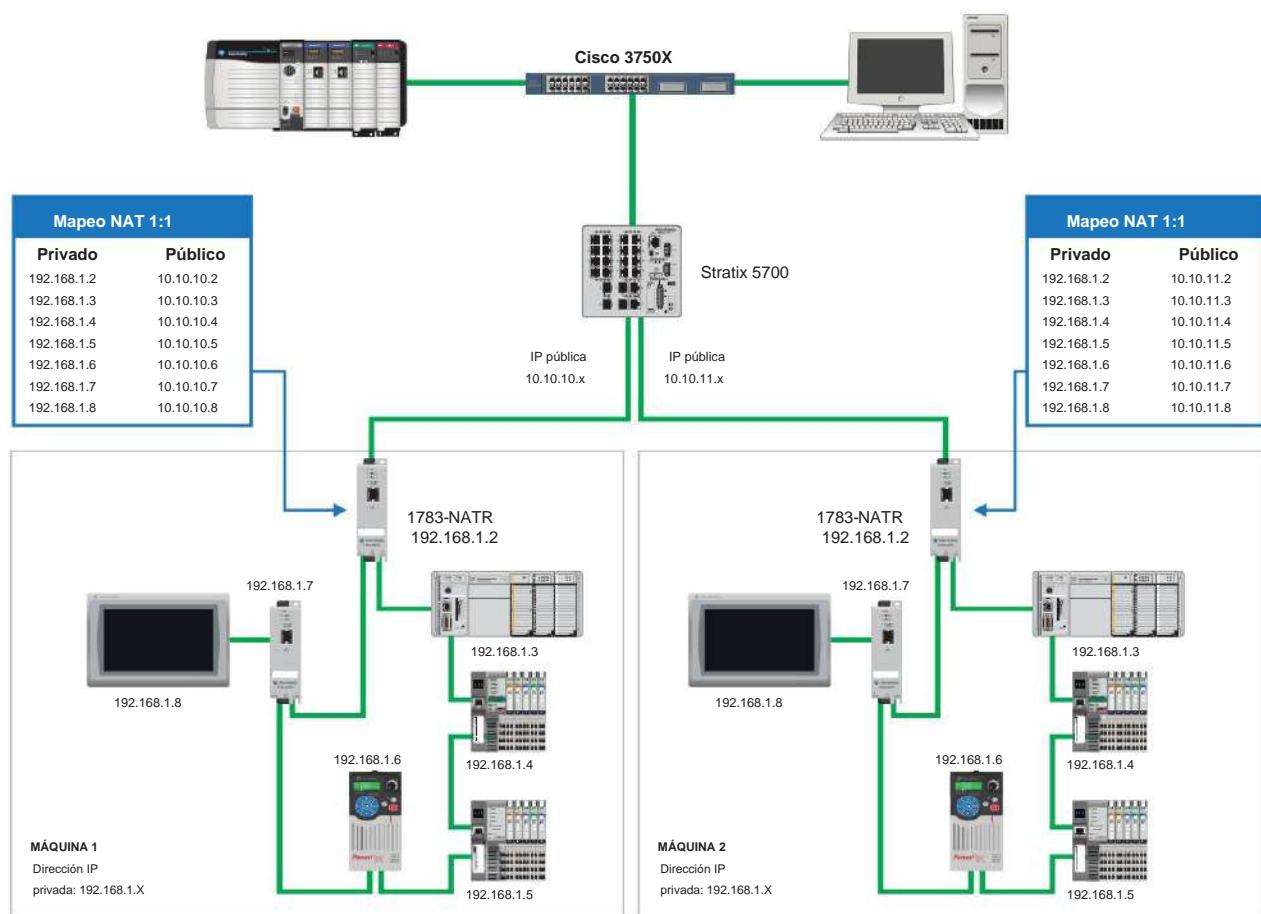 Cisco 3750X
Mapeo NAT 1:1
Privado Público
192.168.1.2 10.10.10.2
192.168.1.3 10.10.10.3
192.168.1.4 10.10.10.4
192.168.1.5 10.10.10.5
192.168.1.6 10.10.10.6
192.168.1.7 10.10.10.7
192.168.1.8 10.10.10.8
Mapeo NAT 1:1
Privado Público
192.168.1.2 10.10.11.2
192.168.1.3 10.10.11.3
192.168.1.4 10.10.11.4
192.168.1.5 10.10.11.5
192.168.1.6 10.10.11.6
192.168.1.7 10.10.11.7
192.168.1.8 10.10.11.8
Stratix 5700
IP pública
10.10.10.x
IP pública
10.10.11.x
1783-NATR
192.168.1.2
192.168.1.7
192.168.1.3
192.168.1.8
192.168.1.4
192.168.1.6
192.168.1.5
MÁQUINA 1
Dirección IP
privada: 192.168.1.X
1783-NATR
192.168.1.2
192.168.1.7
192.168.1.3
192.168.1.8
192.168.1.4
192.168.1.6
192.168.1.5
MÁQUINA 2
Dirección IP
privada: 192.168.1.X